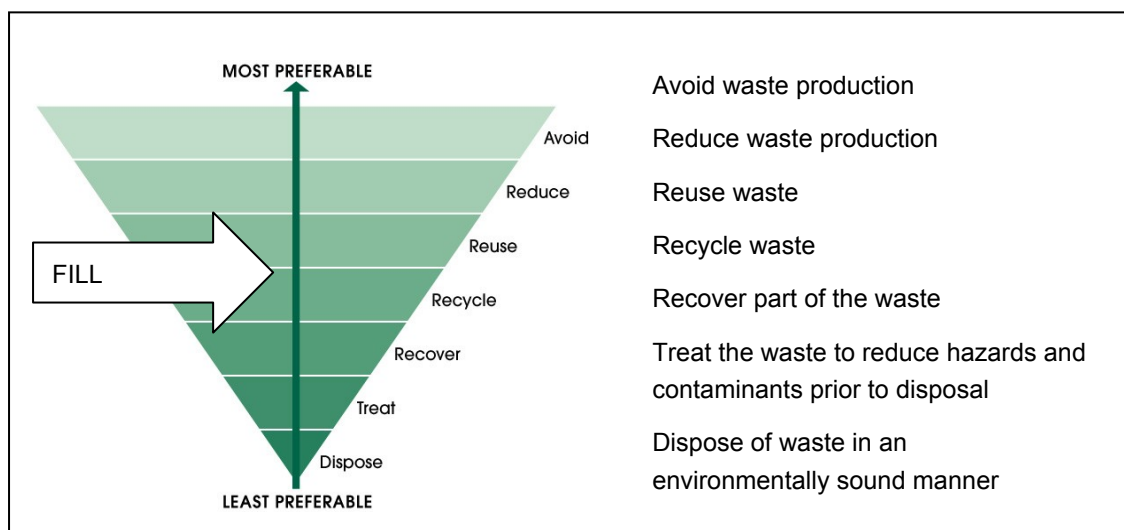 MOST PREFERABLE
Avoid
Reduce
Reuse
Recycle
Recover
Treat
Dispose
LEAST PREFERABLE
FILL
Avoid waste production
Reduce waste production
Reuse waste
Recycle waste
Recover part of the waste
Treat the waste to reduce hazards and
contaminants prior to disposal
Dispose of waste in an
environmentally sound manner